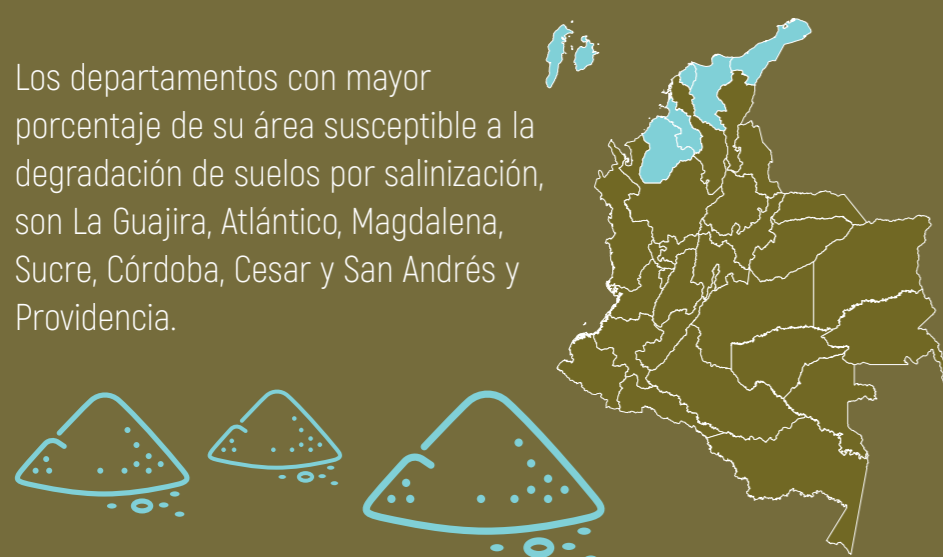 Los departamentos con mayor
porcentaje de su área susceptible a la
degradación de suelos por salinización,
son La Guajira, Atlántico, Magdalena,
Sucre, Córdoba, Cesar y San Andrés y
Providencia.